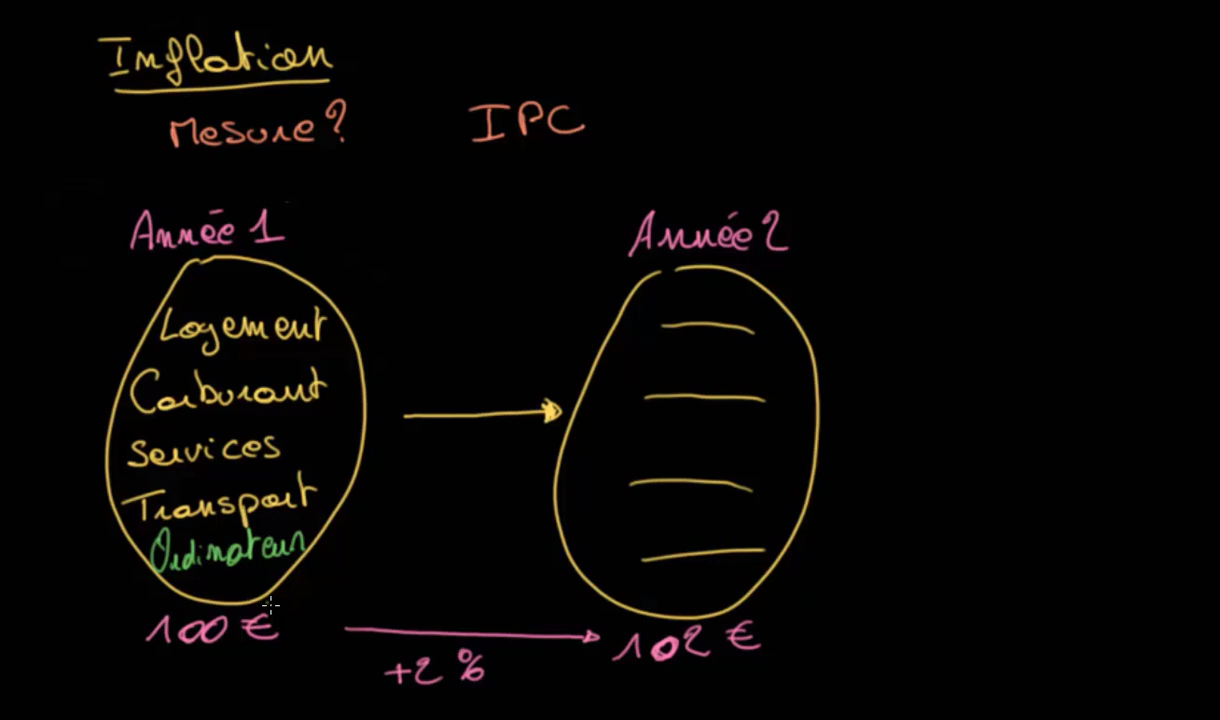 Inflation
Mesure? IPC
Année 1 Année 2
Logement
Carburant
Services
Transport
Ordinateur
100 € 102 €
+2 %